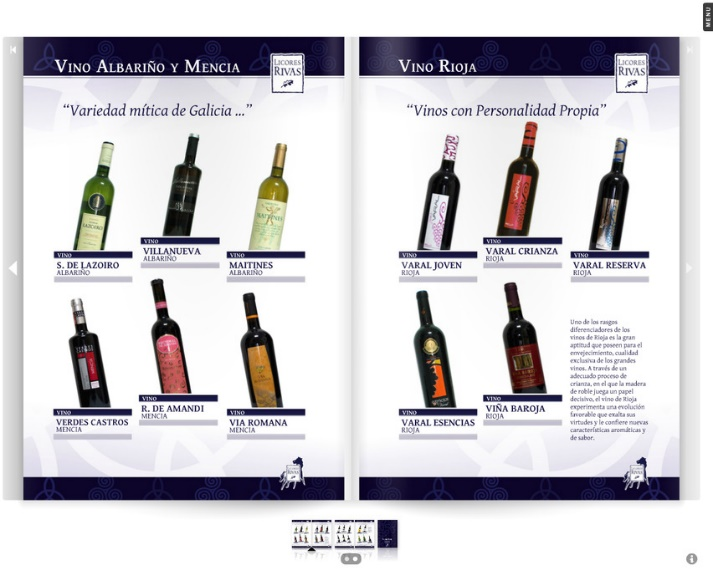 MENU
Vino Albariño y Mencia
LICORES
RIVAS
"Variedad mítica de Galicia ..."
VINO
S. DE LAZOIRO
ALBARIÑO
VINO
VILLANUEVA
ALBARIÑO
VINO
MAITINES
ALBARIÑO
VINO
VERDES CASTROS
MENCIA
VINO
R. DE AMANDI
MENCIA
VINO
VIA ROMANA
MENCIA
Vino Rioja
LICORES
RIVAS
"Vinos con Personalidad Propia"
VINO
VARAL JOVEN
RIOJA
VINO
VARAL CRIANZA
RIOJA
VINO
VARAL RESERVA
RIOJA
VINO
VARAL ESENCIAS
RIOJA
VINO
VIÑA BAROJA
RIOJA
Uno de los rasgos
diferenciadores de los
vinos de Rioja es la gran
aptitud que poseen para el
envejecimiento, cualidad
exclusiva de los grandes
vinos. A través de un
adecuado proceso de
crianza, en el que la madera
de roble juega un papel
decisivo, el vino de Rioja
experimenta una evolución
favorable que exalta sus
virtudes y le confiere nuevas
características aromáticas y
de sabor.